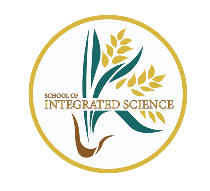 SCHOOL OF
INTEGRATED SCIENCE